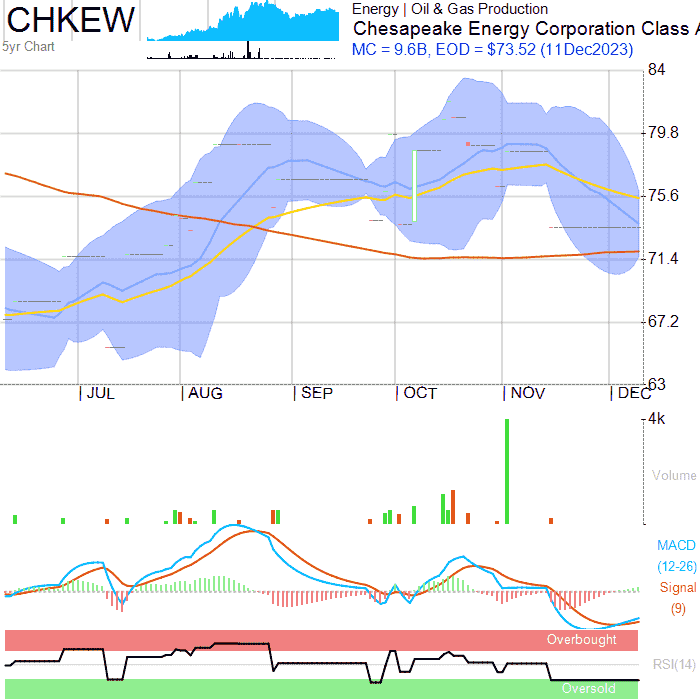 CHKEW
5yr Chart
Energy | Oil & Gas Production
Chesapeake Energy Corporation Class A
MC = 9.6B, EOD = $73.52 (11Dec2023)
84
79.8
75.6
71.4
67.2
63
| JUL | AUG | SEP | OCT | NOV | DEC
4k
Volume
MACD
(12-26)
Signal
(9)
Overbought
RSI(14)
Oversold